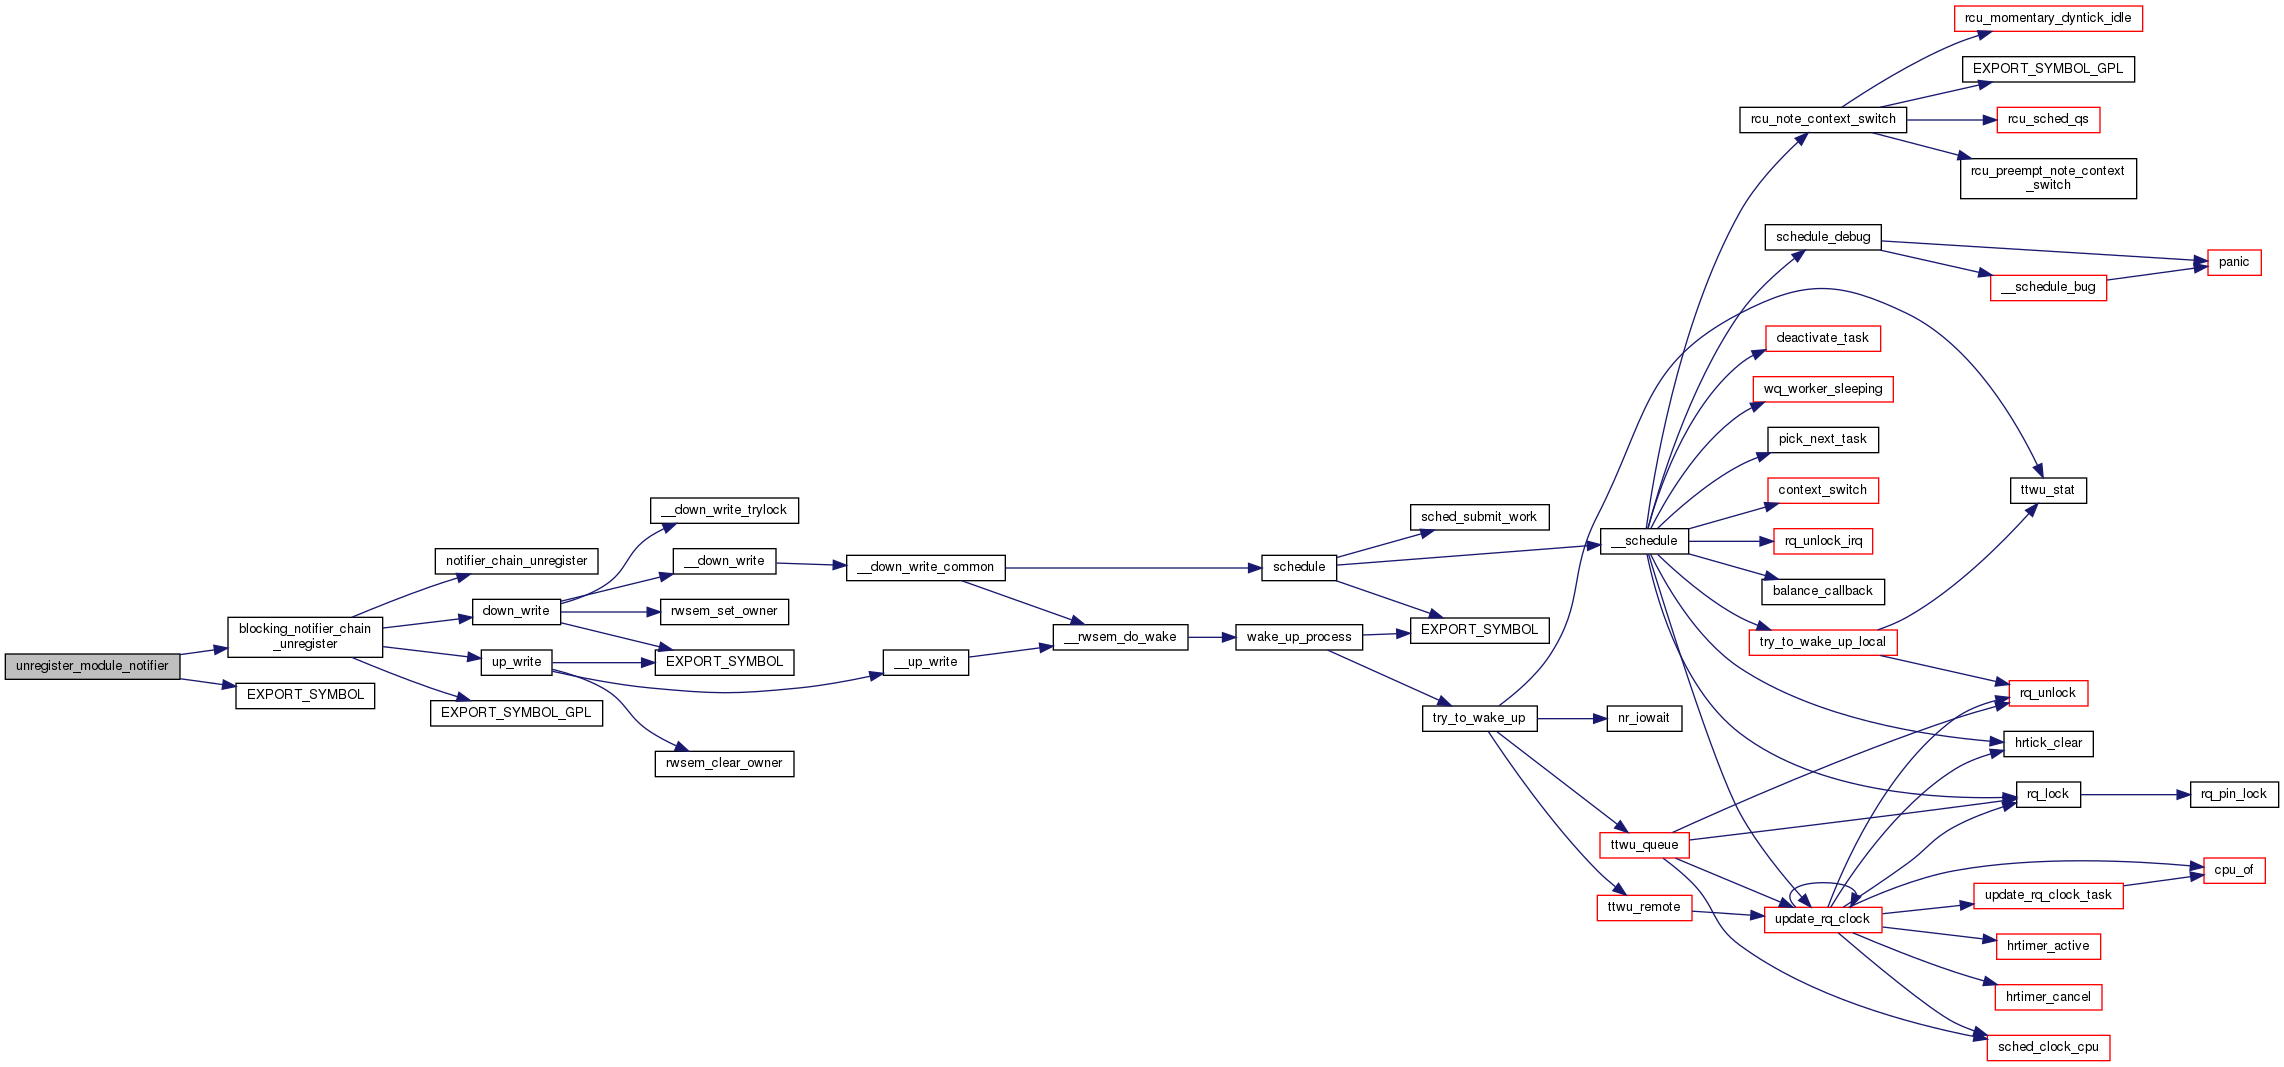 unregister_module_notifier
blocking_notifier_chain
_unregister
EXPORT_SYMBOL
notifier_chain_unregister
down_write
up_write
EXPORT_SYMBOL_GPL
__down_write_trylock
__down_write
rwsem_set_owner
EXPORT_SYMBOL
rwsem_clear_owner
__down_write_common
__up_write
__rwsem_do_wake
schedule
wake_up_process
sched_submit_work
EXPORT_SYMBOL
try_to_wake_up
__schedule
nr_iowait
ttwu_queue
ttwu_remote
rcu_note_context_switch
schedule_debug
deactivate_task
wq_worker_sleeping
pick_next_task
context_switch
rq_unlock_irq
balance_callback
try_to_wake_up_local
update_rq_clock
rcu_momentary_dyntick_idle
EXPORT_SYMBOL_GPL
rcu_sched_qs
rcu_preempt_note_context
_switch
__schedule_bug
ttwu_stat
rq_unlock
hrtick_clear
rq_lock
update_rq_clock_task
hrtimer_active
hrtimer_cancel
sched_clock_cpu
panic
rq_pin_lock
cpu_of